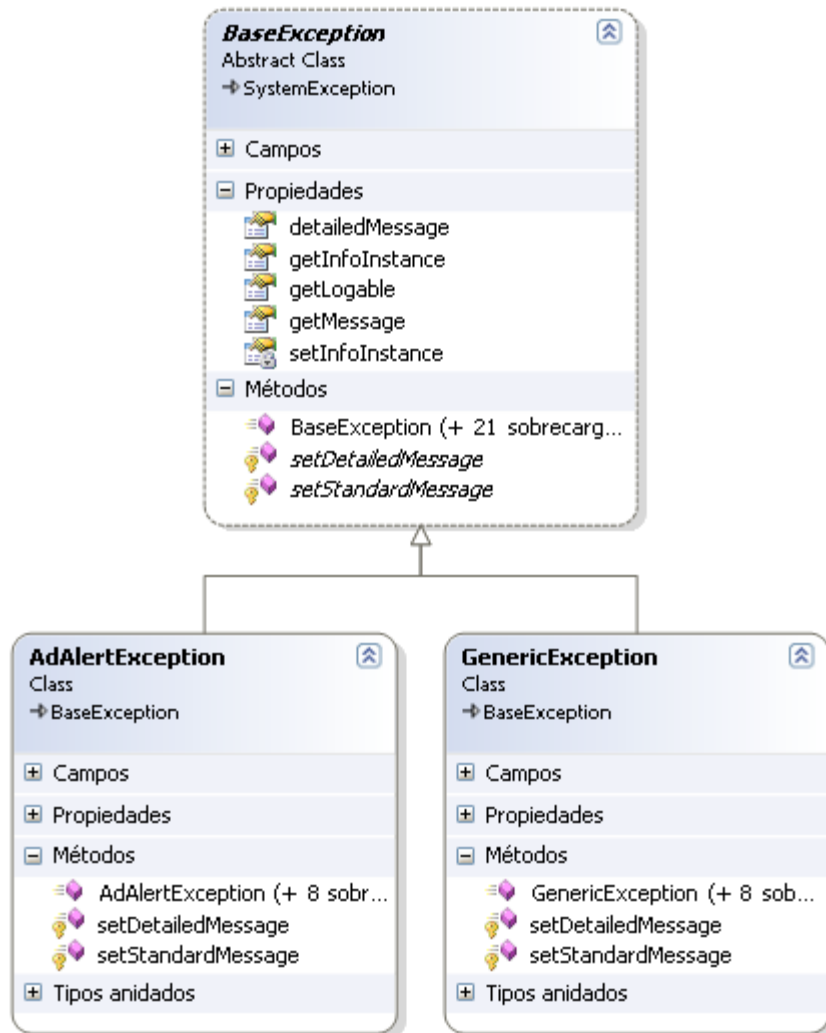 BaseException
Abstract Class
SystemException
Campos
Propiedades
detailedMessage
getInfoInstance
getLogable
getMessage
setInfoInstance
Métodos
BaseException (+ 21 sobrecarg...
setDetailedMessage
setStandardMessage
AdAlertException
Class
BaseException
Campos
Propiedades
Métodos
AdAlertException (+ 8 sobr...
setDetailedMessage
setStandardMessage
Tipos anidados
GenericException
Class
BaseException
Campos
Propiedades
Métodos
GenericException (+ 8 sob...
setDetailedMessage
setStandardMessage
Tipos anidados